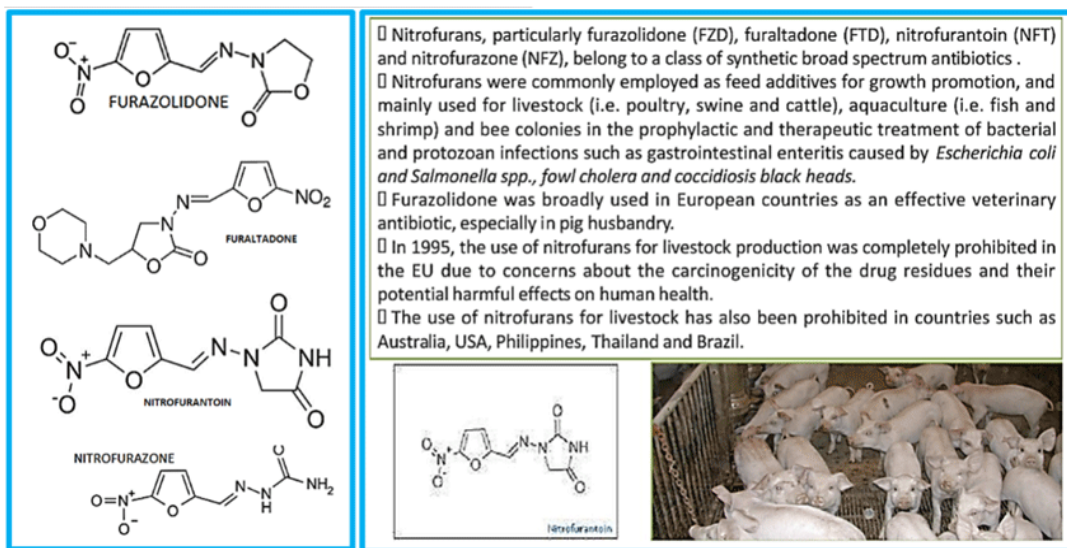 O⁻
N⁺
O
O
N
N
O
O
FURAZOLIDONE
O
N
O
N
N
O
NO₂
O
FURALTADONE
O
N⁺
⁻O
O
N
N
O
NH
O
NITROFURANTOIN
NITROFURAZONE
O
O=N⁺
O⁻
O
N
N
H
NH₂
▯ Nitrofurans, particularly furazolidone (FZD), furaltadone (FTD), nitrofurantoin (NFT)
and nitrofurazone (NFZ), belong to a class of synthetic broad spectrum antibiotics .
▯ Nitrofurans were commonly employed as feed additives for growth promotion, and
mainly used for livestock (i.e. poultry, swine and cattle), aquaculture (i.e. fish and
shrimp) and bee colonies in the prophylactic and therapeutic treatment of bacterial
and protozoan infections such as gastrointestinal enteritis caused by Escherichia coli
and Salmonella spp., fowl cholera and coccidiosis black heads.
▯ Furazolidone was broadly used in European countries as an effective veterinary
antibiotic, especially in pig husbandry.
▯ In 1995, the use of nitrofurans for livestock production was completely prohibited in
the EU due to concerns about the carcinogenicity of the drug residues and their
potential harmful effects on human health.
▯ The use of nitrofurans for livestock has also been prohibited in countries such as
Australia, USA, Philippines, Thailand and Brazil.
O
N⁺
O⁻
O
N
N
O
NH
O
Nitrofurantoin